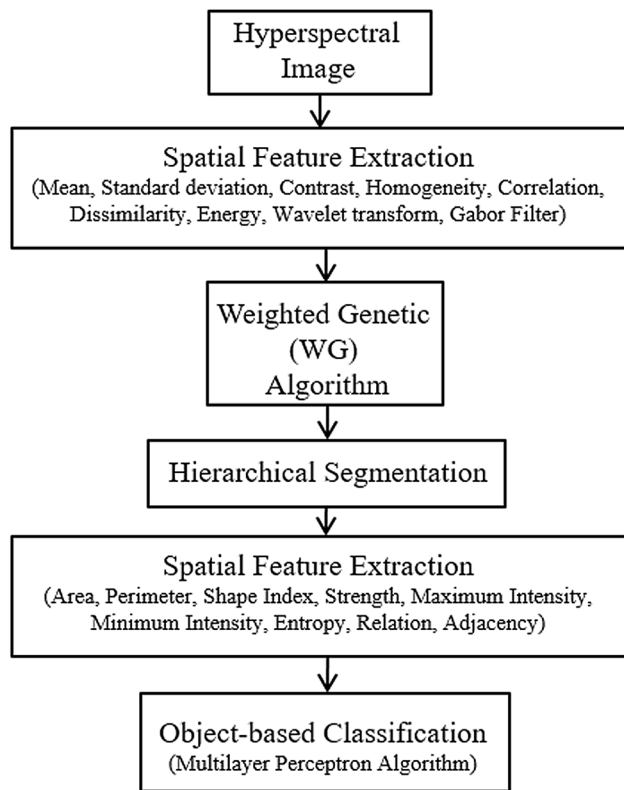 Hyperspectral
Image
Spatial Feature Extraction
(Mean, Standard deviation, Contrast, Homogeneity, Correlation,
Dissimilarity, Energy, Wavelet transform, Gabor Filter)
Weighted Genetic
(WG)
Algorithm
Hierarchical Segmentation
Spatial Feature Extraction
(Area, Perimeter, Shape Index, Strength, Maximum Intensity,
Minimum Intensity, Entropy, Relation, Adjacency)
Object-based Classification
(Multilayer Perceptron Algorithm)